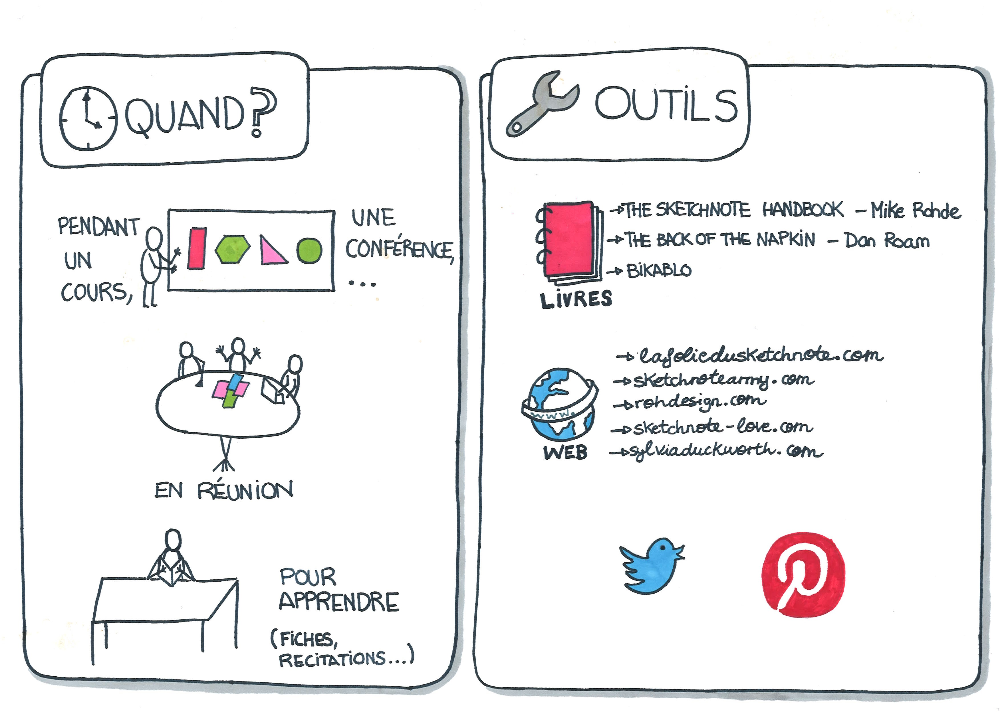 QUAND?
PENDANT
UN
COURS,
UNE
CONFÉRENCE,
...
EN RÉUNION
POUR
APPRENDRE
(FICHES,
RECITATIONS...)
OUTILS
→THE SKETCHNOTE HANDBOOK – Mike Rohde
→THE BACK OF THE NAPKIN – Dan Roam
→BIKABLO
LIVRES
→ lafoliedusketchnote.com
→sketchnotearmy.com
→rohdesign.com
→sketchnote-love.com
→sylviaduckworth.com
www.
WEB